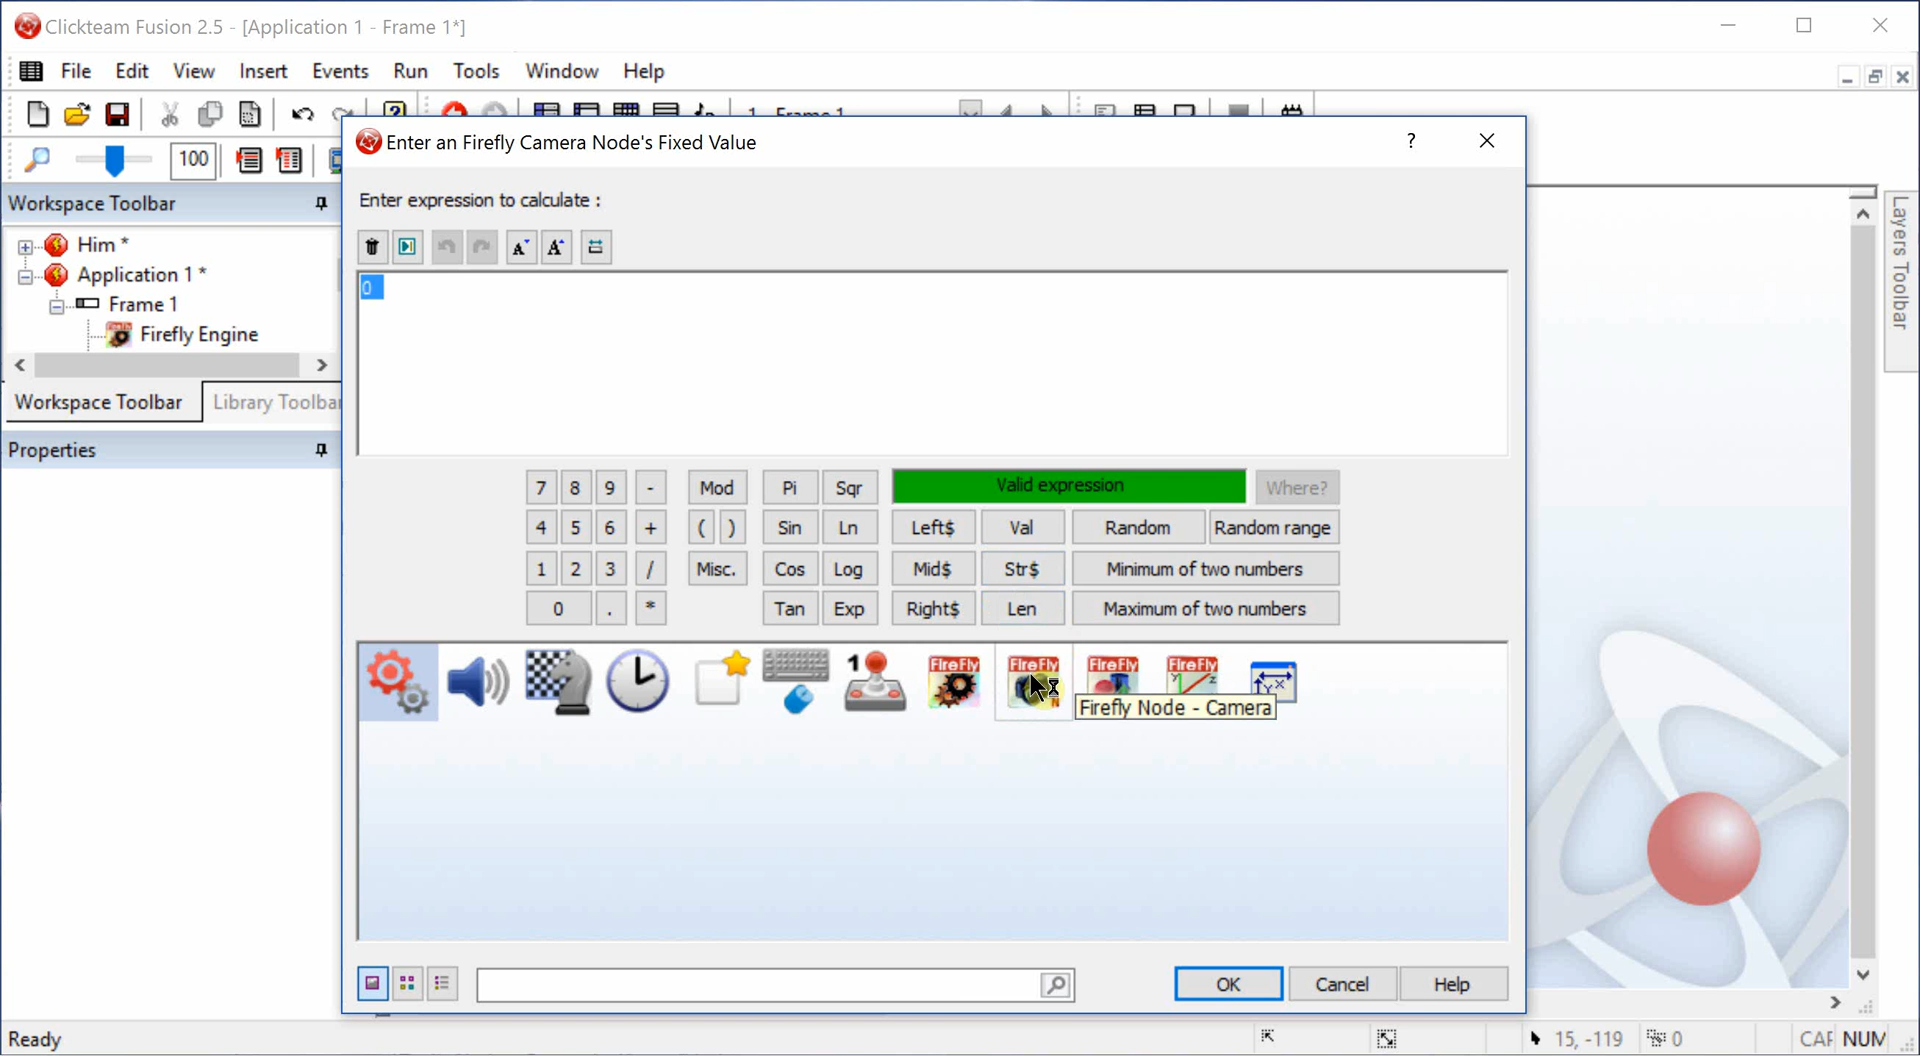 Clickteam Fusion 2.5 - [Application 1 - Frame 1*]
File Edit View Insert Events Run Tools Window Help
1 - Frame 1
100
Enter an Firefly Camera Node's Fixed Value
?
Workspace Toolbar
Him *
Application 1 *
Frame 1
Firefly Engine
Workspace Toolbar Library Toolbar
Properties
Enter expression to calculate :
0
7 8 9 - Mod Pi Sqr Valid expression Where?
4 5 6 + ( ) Sin Ln Left$ Val Random Random range
1 2 3 / Misc. Cos Log Mid$ Str$ Minimum of two numbers
0 . * Tan Exp Right$ Len Maximum of two numbers
1 FireFly FireFly FireFly FireFly
N Y Z Y X
Firefly Node - Camera
OK Cancel Help
Layers Toolbar
Ready
15, -119
0
CAP NUM